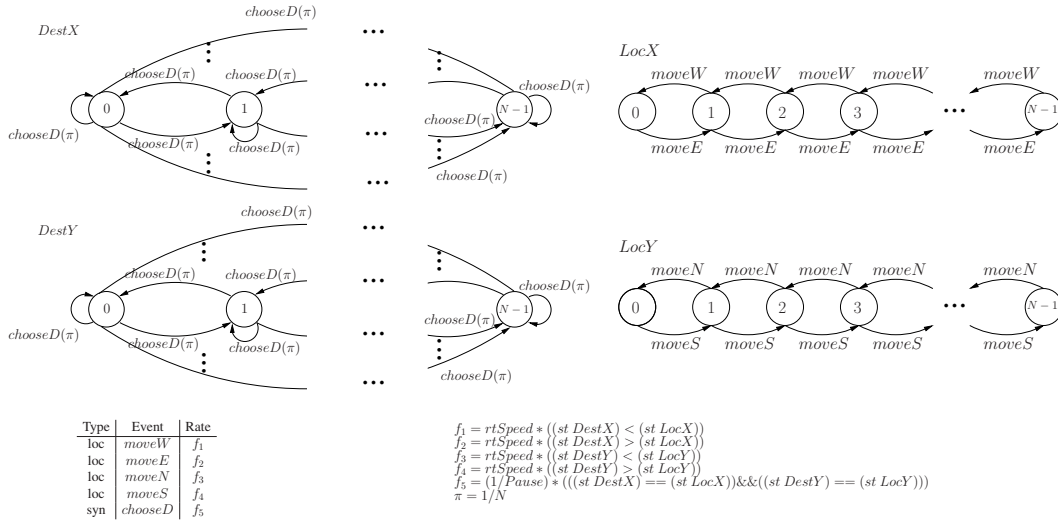 chooseD(π)
DestX
chooseD(π)
chooseD(π)
chooseD(π)
0
1
N−1
chooseD(π)
chooseD(π)
chooseD(π)
chooseD(π)
chooseD(π)
LocX
moveW moveW moveW moveW moveW
0 1 2 3 N−1
moveE moveE moveE moveE moveE
chooseD(π)
DestY
chooseD(π)
chooseD(π)
chooseD(π)
0
1
N−1
chooseD(π)
chooseD(π)
chooseD(π)
chooseD(π)
chooseD(π)
LocY
moveN moveN moveN moveN moveN
0 1 2 3 N−1
moveS moveS moveS moveS moveS
Type Event Rate
loc moveW f1
loc moveE f2
loc moveN f3
loc moveS f4
syn chooseD f5
f1 = rtSpeed ∗ ((st DestX) < (st LocX))
f2 = rtSpeed ∗ ((st DestX) > (st LocX))
f3 = rtSpeed ∗ ((st DestY) < (st LocY))
f4 = rtSpeed ∗ ((st DestY) > (st LocY))
f5 = (1/Pause) ∗ (((st DestX) == (st LocX))&&((st DestY) == (st LocY)))
π = 1/N